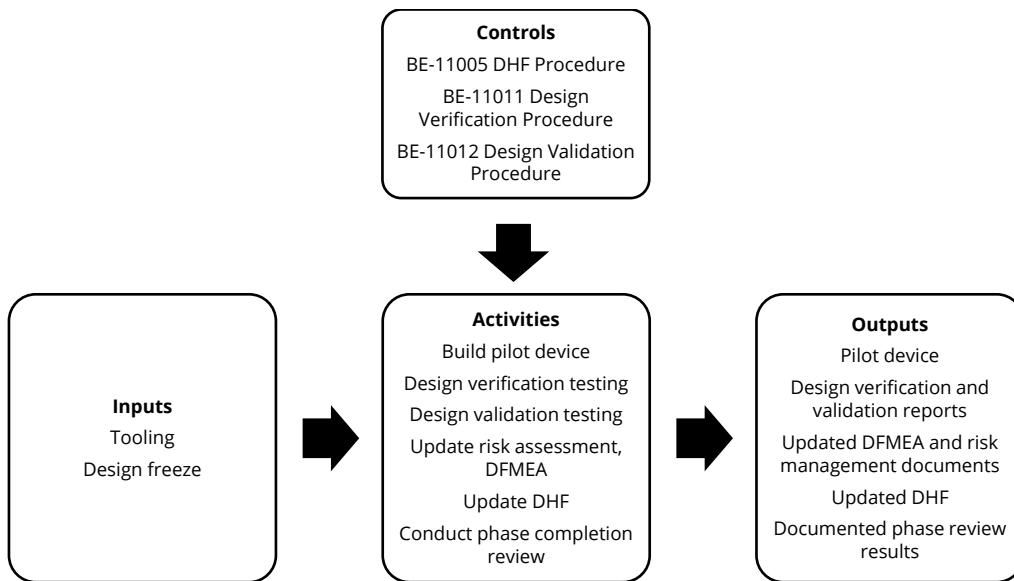 Controls
BE-11005 DHF Procedure
BE-11011 Design
Verification Procedure
BE-11012 Design Validation
Procedure
Inputs
Tooling
Design freeze
Activities
Build pilot device
Design verification testing
Design validation testing
Update risk assessment,
DFMEA
Update DHF
Conduct phase completion
review
Outputs
Pilot device
Design verification and
validation reports
Updated DFMEA and risk
management documents
Updated DHF
Documented phase review
results